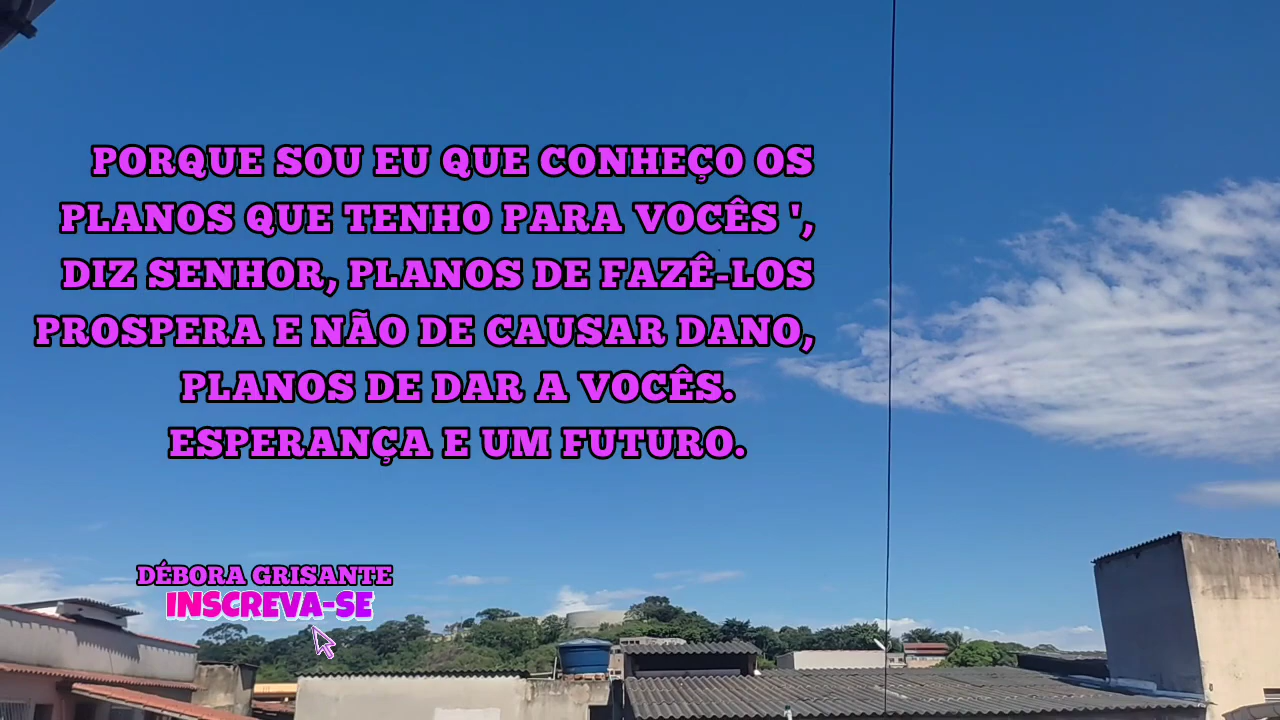 PORQUE SOU EU QUE CONHEÇO OS
PLANOS QUE TENHO PARA VOCÊS ',
DIZ SENHOR, PLANOS DE FAZÊ-LOS
PROSPERA E NÃO DE CAUSAR DANO,
PLANOS DE DAR A VOCÊS.
ESPERANÇA E UM FUTURO.
DÉBORA GRISANTE
INSCREVA-SE